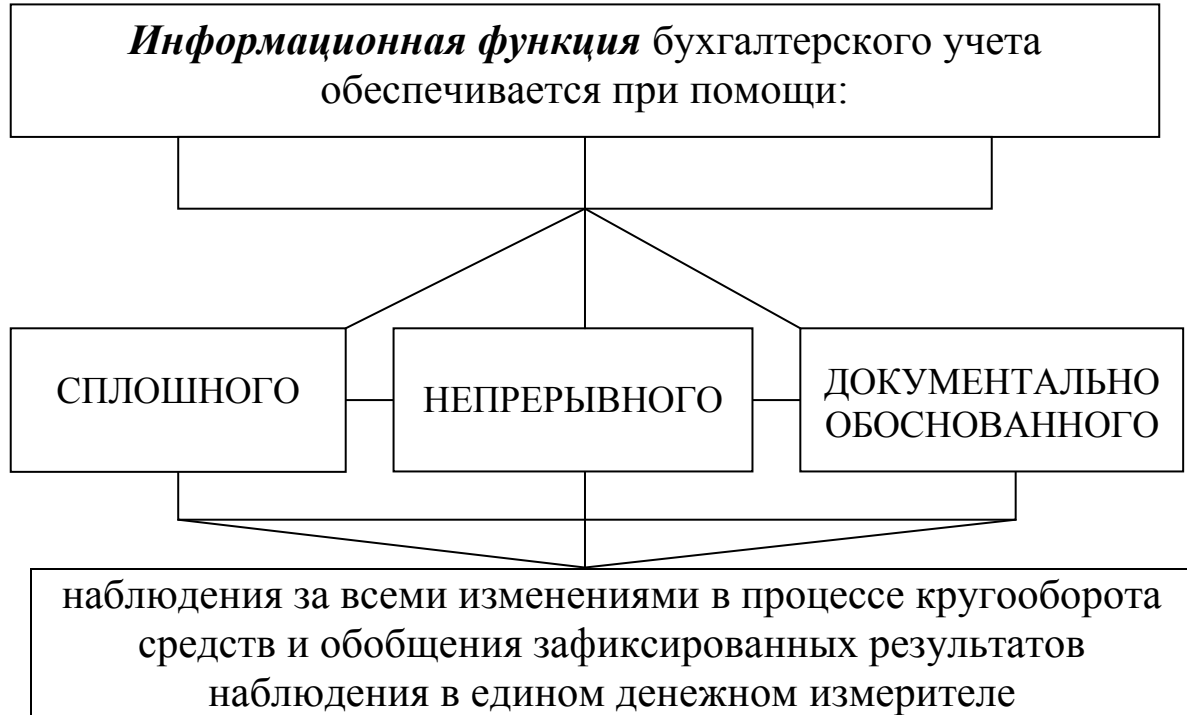 Информационная функция бухгалтерского учета
обеспечивается при помощи:
СПЛОШНОГО
НЕПРЕРЫВНОГО
ДОКУМЕНТАЛЬНО
ОБОСНОВАННОГО
наблюдения за всеми изменениями в процессе кругооборота
средств и обобщения зафиксированных результатов
наблюдения в едином денежном измерителе